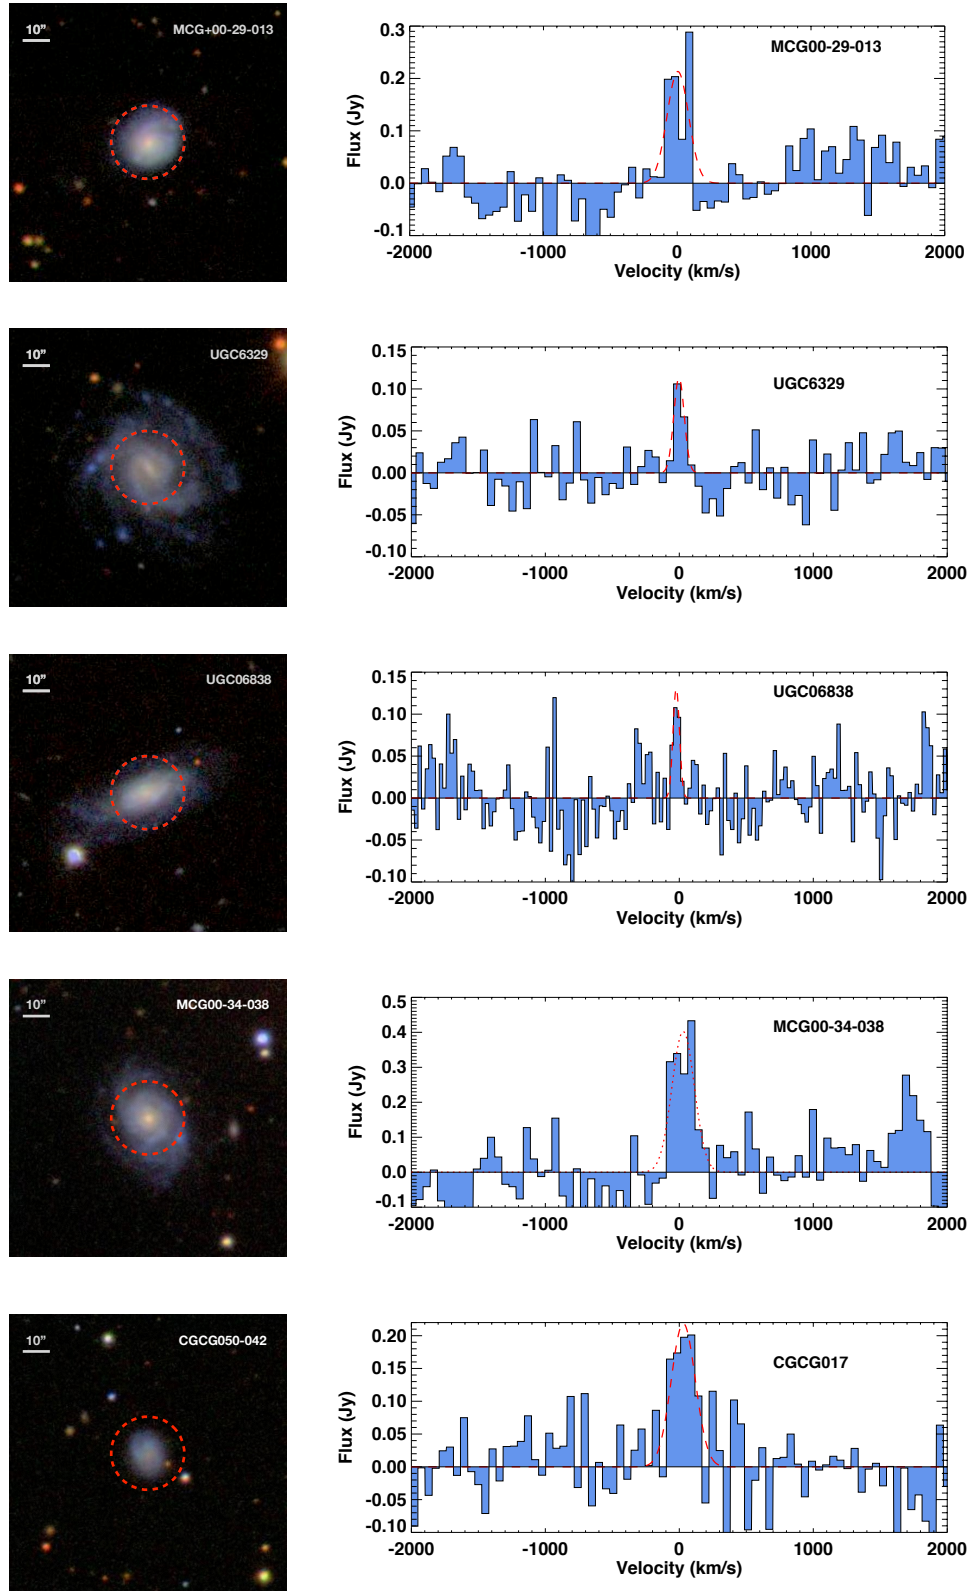 10"
MCG+00-29-013
MCG00-29-013
Flux (Jy)
0.3
0.2
0.1
0.0
-0.1
-2000 -1000 0 1000 2000
Velocity (km/s)
10"
UGC6329
UGC6329
Flux (Jy)
0.15
0.10
0.05
0.00
-0.05
-0.10
-2000 -1000 0 1000 2000
Velocity (km/s)
10"
UGC06838
UGC06838
Flux (Jy)
0.15
0.10
0.05
0.00
-0.05
-0.10
-2000 -1000 0 1000 2000
Velocity (km/s)
10"
MCG00-34-038
MCG00-34-038
Flux (Jy)
0.5
0.4
0.3
0.2
0.1
0.0
-0.1
-2000 -1000 0 1000 2000
Velocity (km/s)
10"
CGCG050-042
CGCG017
Flux (Jy)
0.20
0.15
0.10
0.05
0.00
-0.05
-0.10
-2000 -1000 0 1000 2000
Velocity (km/s)